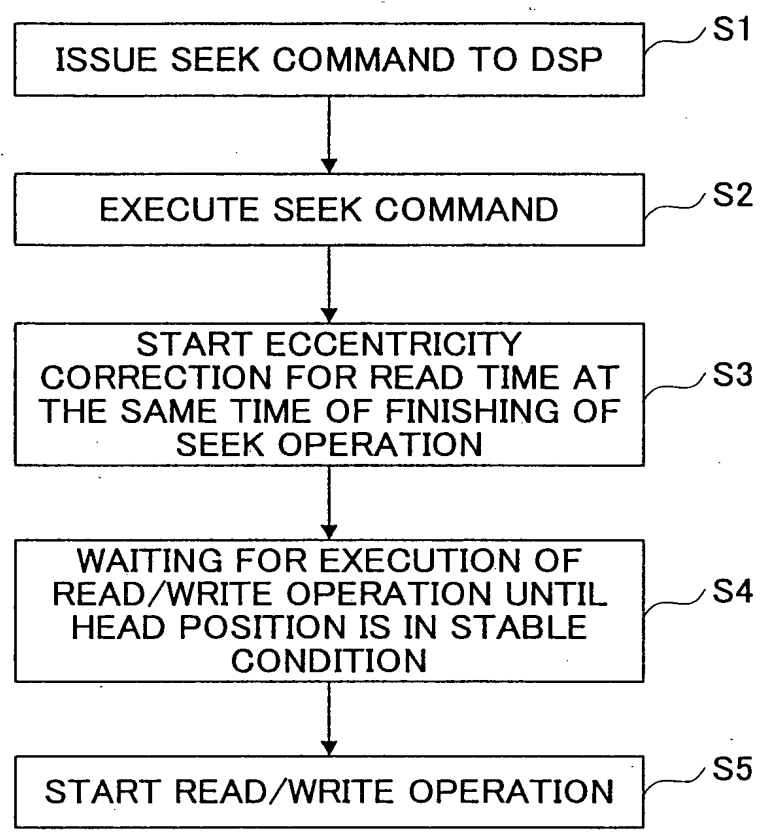 S1
ISSUE SEEK COMMAND TO DSP
S2
EXECUTE SEEK COMMAND
START ECCENTRICITY
CORRECTION FOR READ TIME AT
S3
THE SAME TIME OF FINISHING OF
SEEK OPERATION
WAITING FOR EXECUTION OF
READ/WRITE OPERATION UNTIL
S4
HEAD POSITION IS IN STABLE
CONDITION
S5
START READ/WRITE OPERATION